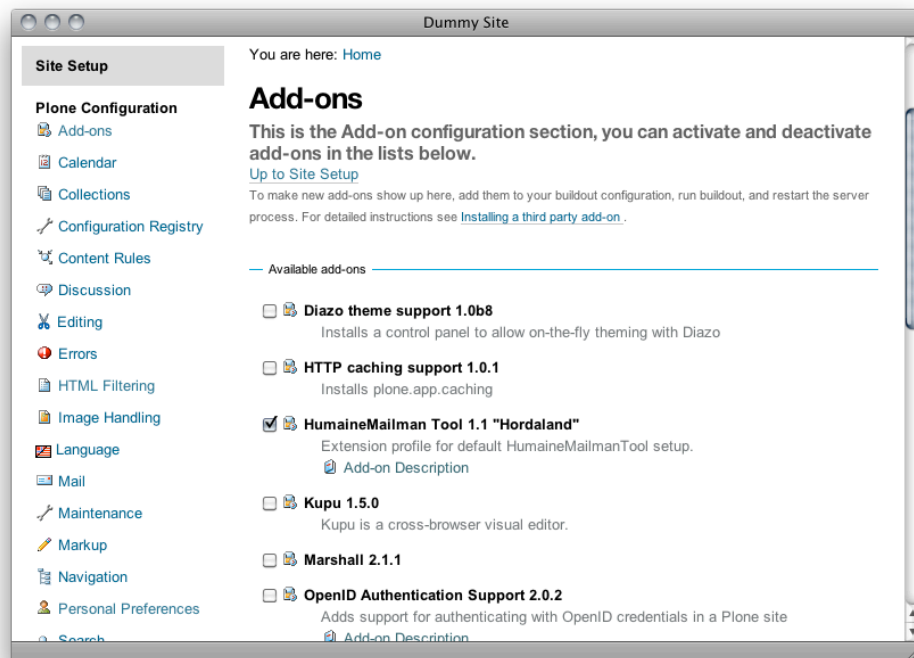 Dummy Site
Site Setup
Plone Configuration
Add-ons
Calendar
Collections
Configuration Registry
Content Rules
Discussion
Editing
Errors
HTML Filtering
Image Handling
Language
Mail
Maintenance
Markup
Navigation
Personal Preferences
Search
You are here: Home
Add-ons
This is the Add-on configuration section, you can activate and deactivate
add-ons in the lists below.
Up to Site Setup
To make new add-ons show up here, add them to your buildout configuration, run buildout, and restart the server
process. For detailed instructions see Installing a third party add-on .
Available add-ons
Diazo theme support 1.0b8
Installs a control panel to allow on-the-fly theming with Diazo
HTTP caching support 1.0.1
Installs plone.app.caching
HumaineMailman Tool 1.1 "Hordaland"
Extension profile for default HumaineMailmanTool setup.
Add-on Description
Kupu 1.5.0
Kupu is a cross-browser visual editor.
Marshall 2.1.1
OpenID Authentication Support 2.0.2
Adds support for authenticating with OpenID credentials in a Plone site
Add-on Description